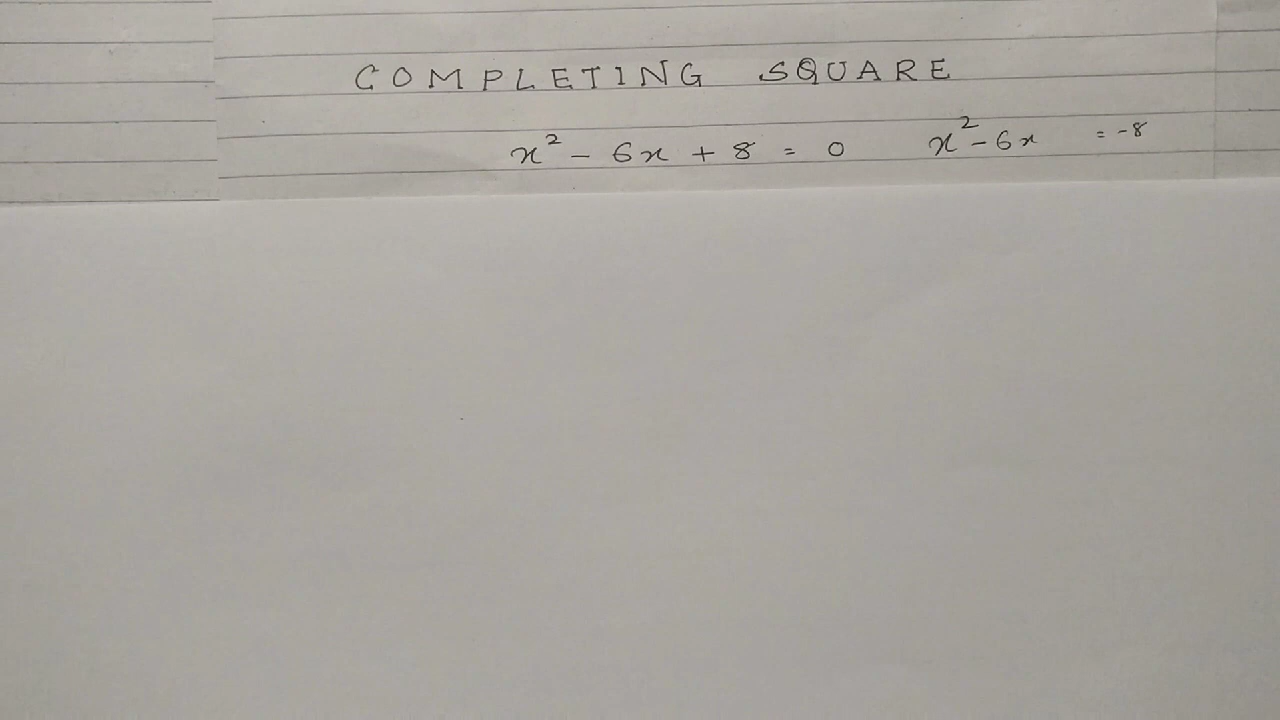 COMPLETING SQUARE
x² - 6x + 8 = 0 x² - 6x = -8